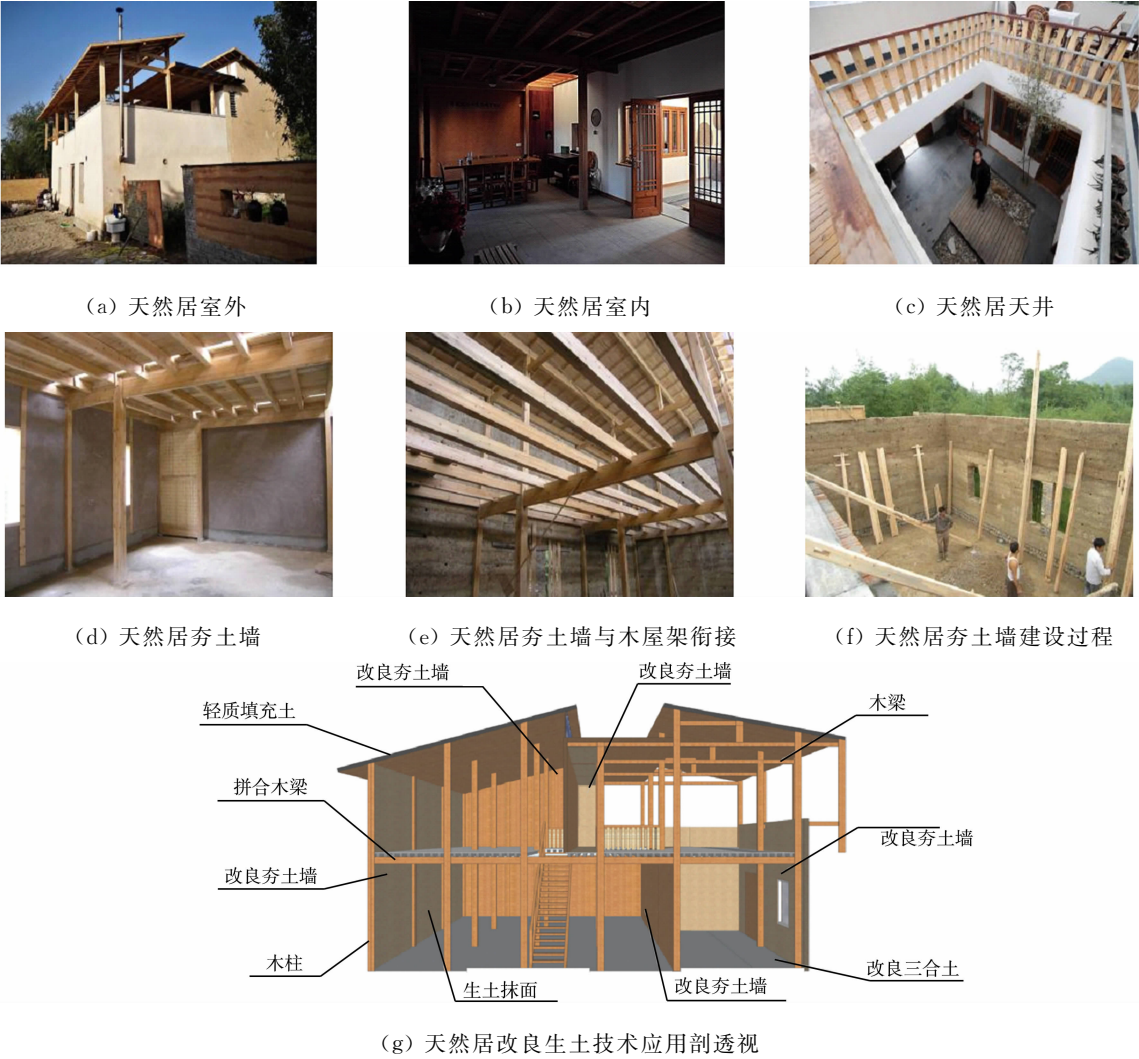 (a) 天然居室外
(b) 天然居室内
(c) 天然居天井
(d) 天然居夯土墙
(e) 天然居夯土墙与木屋架衔接
(f) 天然居夯土墙建设过程
改良夯土墙
改良夯土墙
轻质填充土
木梁
拼合木梁
改良夯土墙
改良夯土墙
木柱
改良三合土
生土抹面
改良夯土墙
(g) 天然居改良生土技术应用剖透视